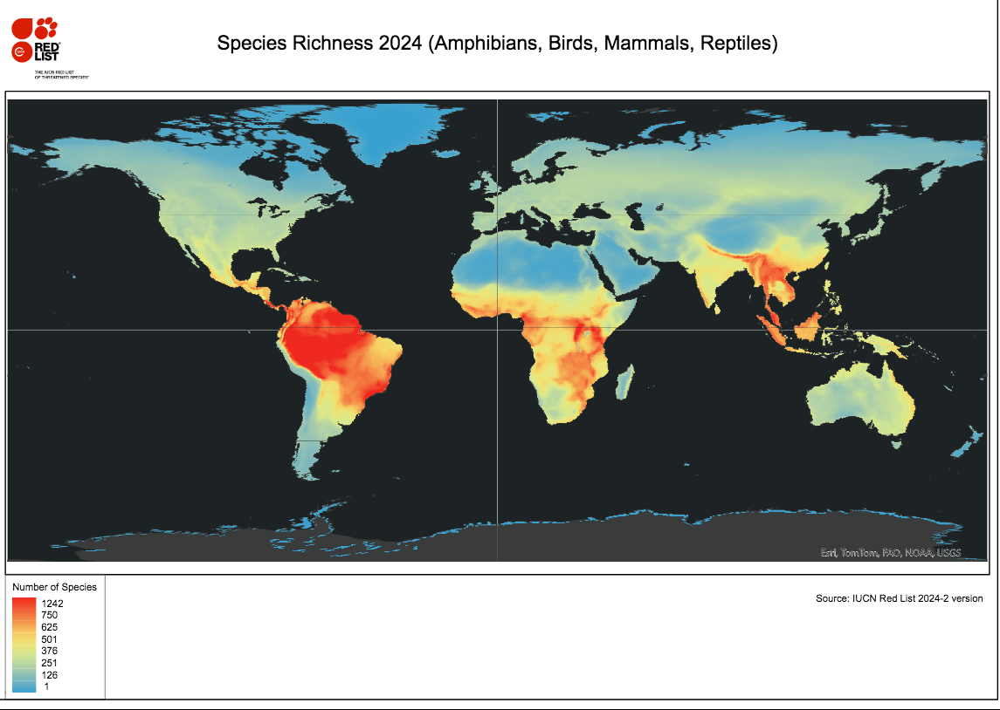 RED
LIST
IUCN
THE IUCN RED LIST
OF THREATENED SPECIES™
Species Richness 2024 (Amphibians, Birds, Mammals, Reptiles)
Esri, TomTom, FAO, NOAA, USGS
Number of Species
1242
750
625
501
376
251
126
1
Source: IUCN Red List 2024-2 version